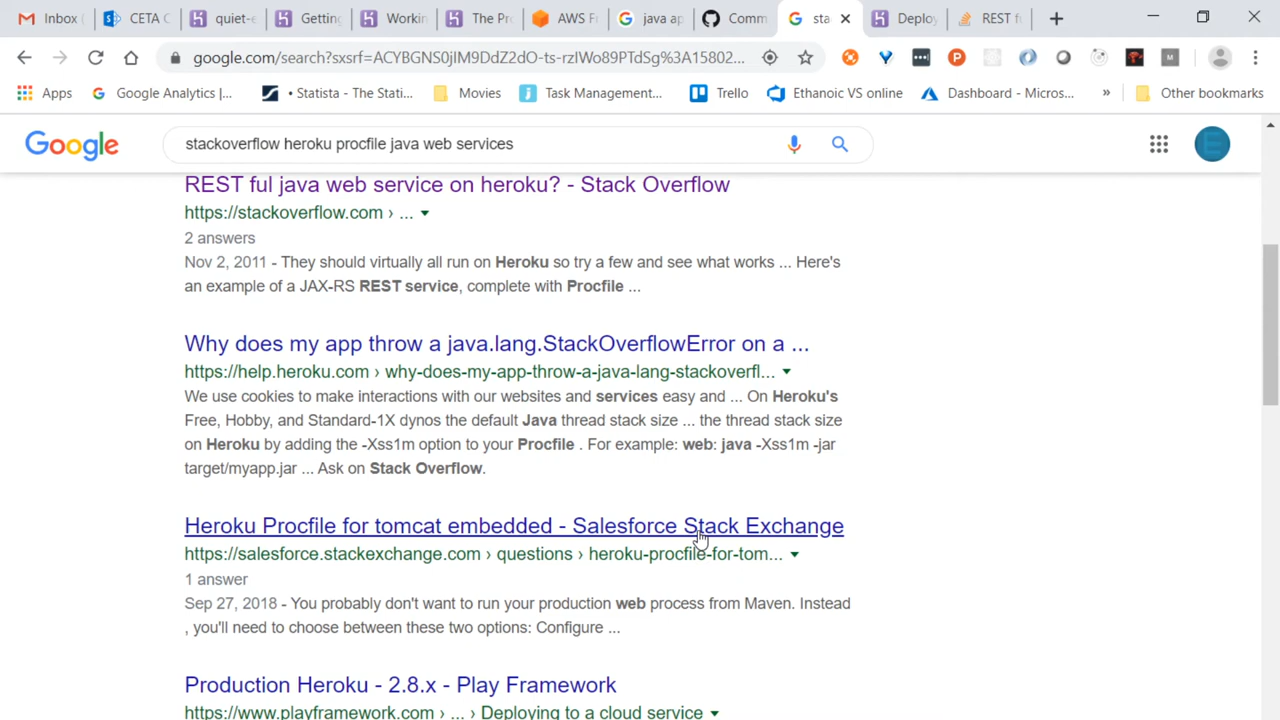 Inbox (
CETA C
quiet-e
Getting
Workin
The Pro
AWS Fr
java ap
Comm
sta
Deploy
REST fu
google.com/search?sxsrf=ACYBGNS0jlM9DdZ2dO-ts-rzIWo89PTdSg%3A15802...
Apps
Google Analytics |...
• Statista - The Stati...
Movies
Task Management...
Trello
Ethanoic VS online
Dashboard - Micros...
»
Other bookmarks
Google
stackoverflow heroku procfile java web services
E
REST ful java web service on heroku? - Stack Overflow
https://stackoverflow.com › ...
2 answers
Nov 2, 2011 - They should virtually all run on Heroku so try a few and see what works ... Here's
an example of a JAX-RS REST service, complete with Procfile ...
Why does my app throw a java.lang.StackOverflowError on a ...
https://help.heroku.com › why-does-my-app-throw-a-java-lang-stackoverfl...
We use cookies to make interactions with our websites and services easy and ... On Heroku's
Free, Hobby, and Standard-1X dynos the default Java thread stack size ... the thread stack size
on Heroku by adding the -Xss1m option to your Procfile . For example: web: java -Xss1m -jar
target/myapp.jar ... Ask on Stack Overflow.
Heroku Procfile for tomcat embedded - Salesforce Stack Exchange
https://salesforce.stackexchange.com › questions › heroku-procfile-for-tom...
1 answer
Sep 27, 2018 - You probably don't want to run your production web process from Maven. Instead
, you'll need to choose between these two options: Configure ...
Production Heroku - 2.8.x - Play Framework
https://www.playframework.com › ... › Deploying to a cloud service